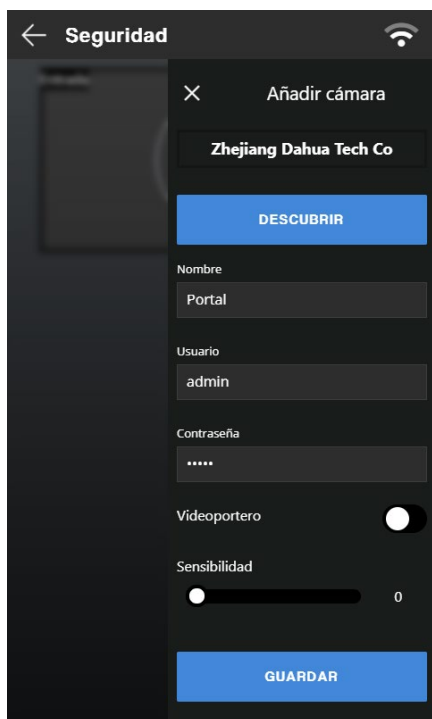 Seguridad
Añadir cámara
Zhejiang Dahua Tech Co
DESCUBRIR
Nombre
Portal
Usuario
admin
Contraseña
•••••
Videoportero
Sensibilidad
0
GUARDAR